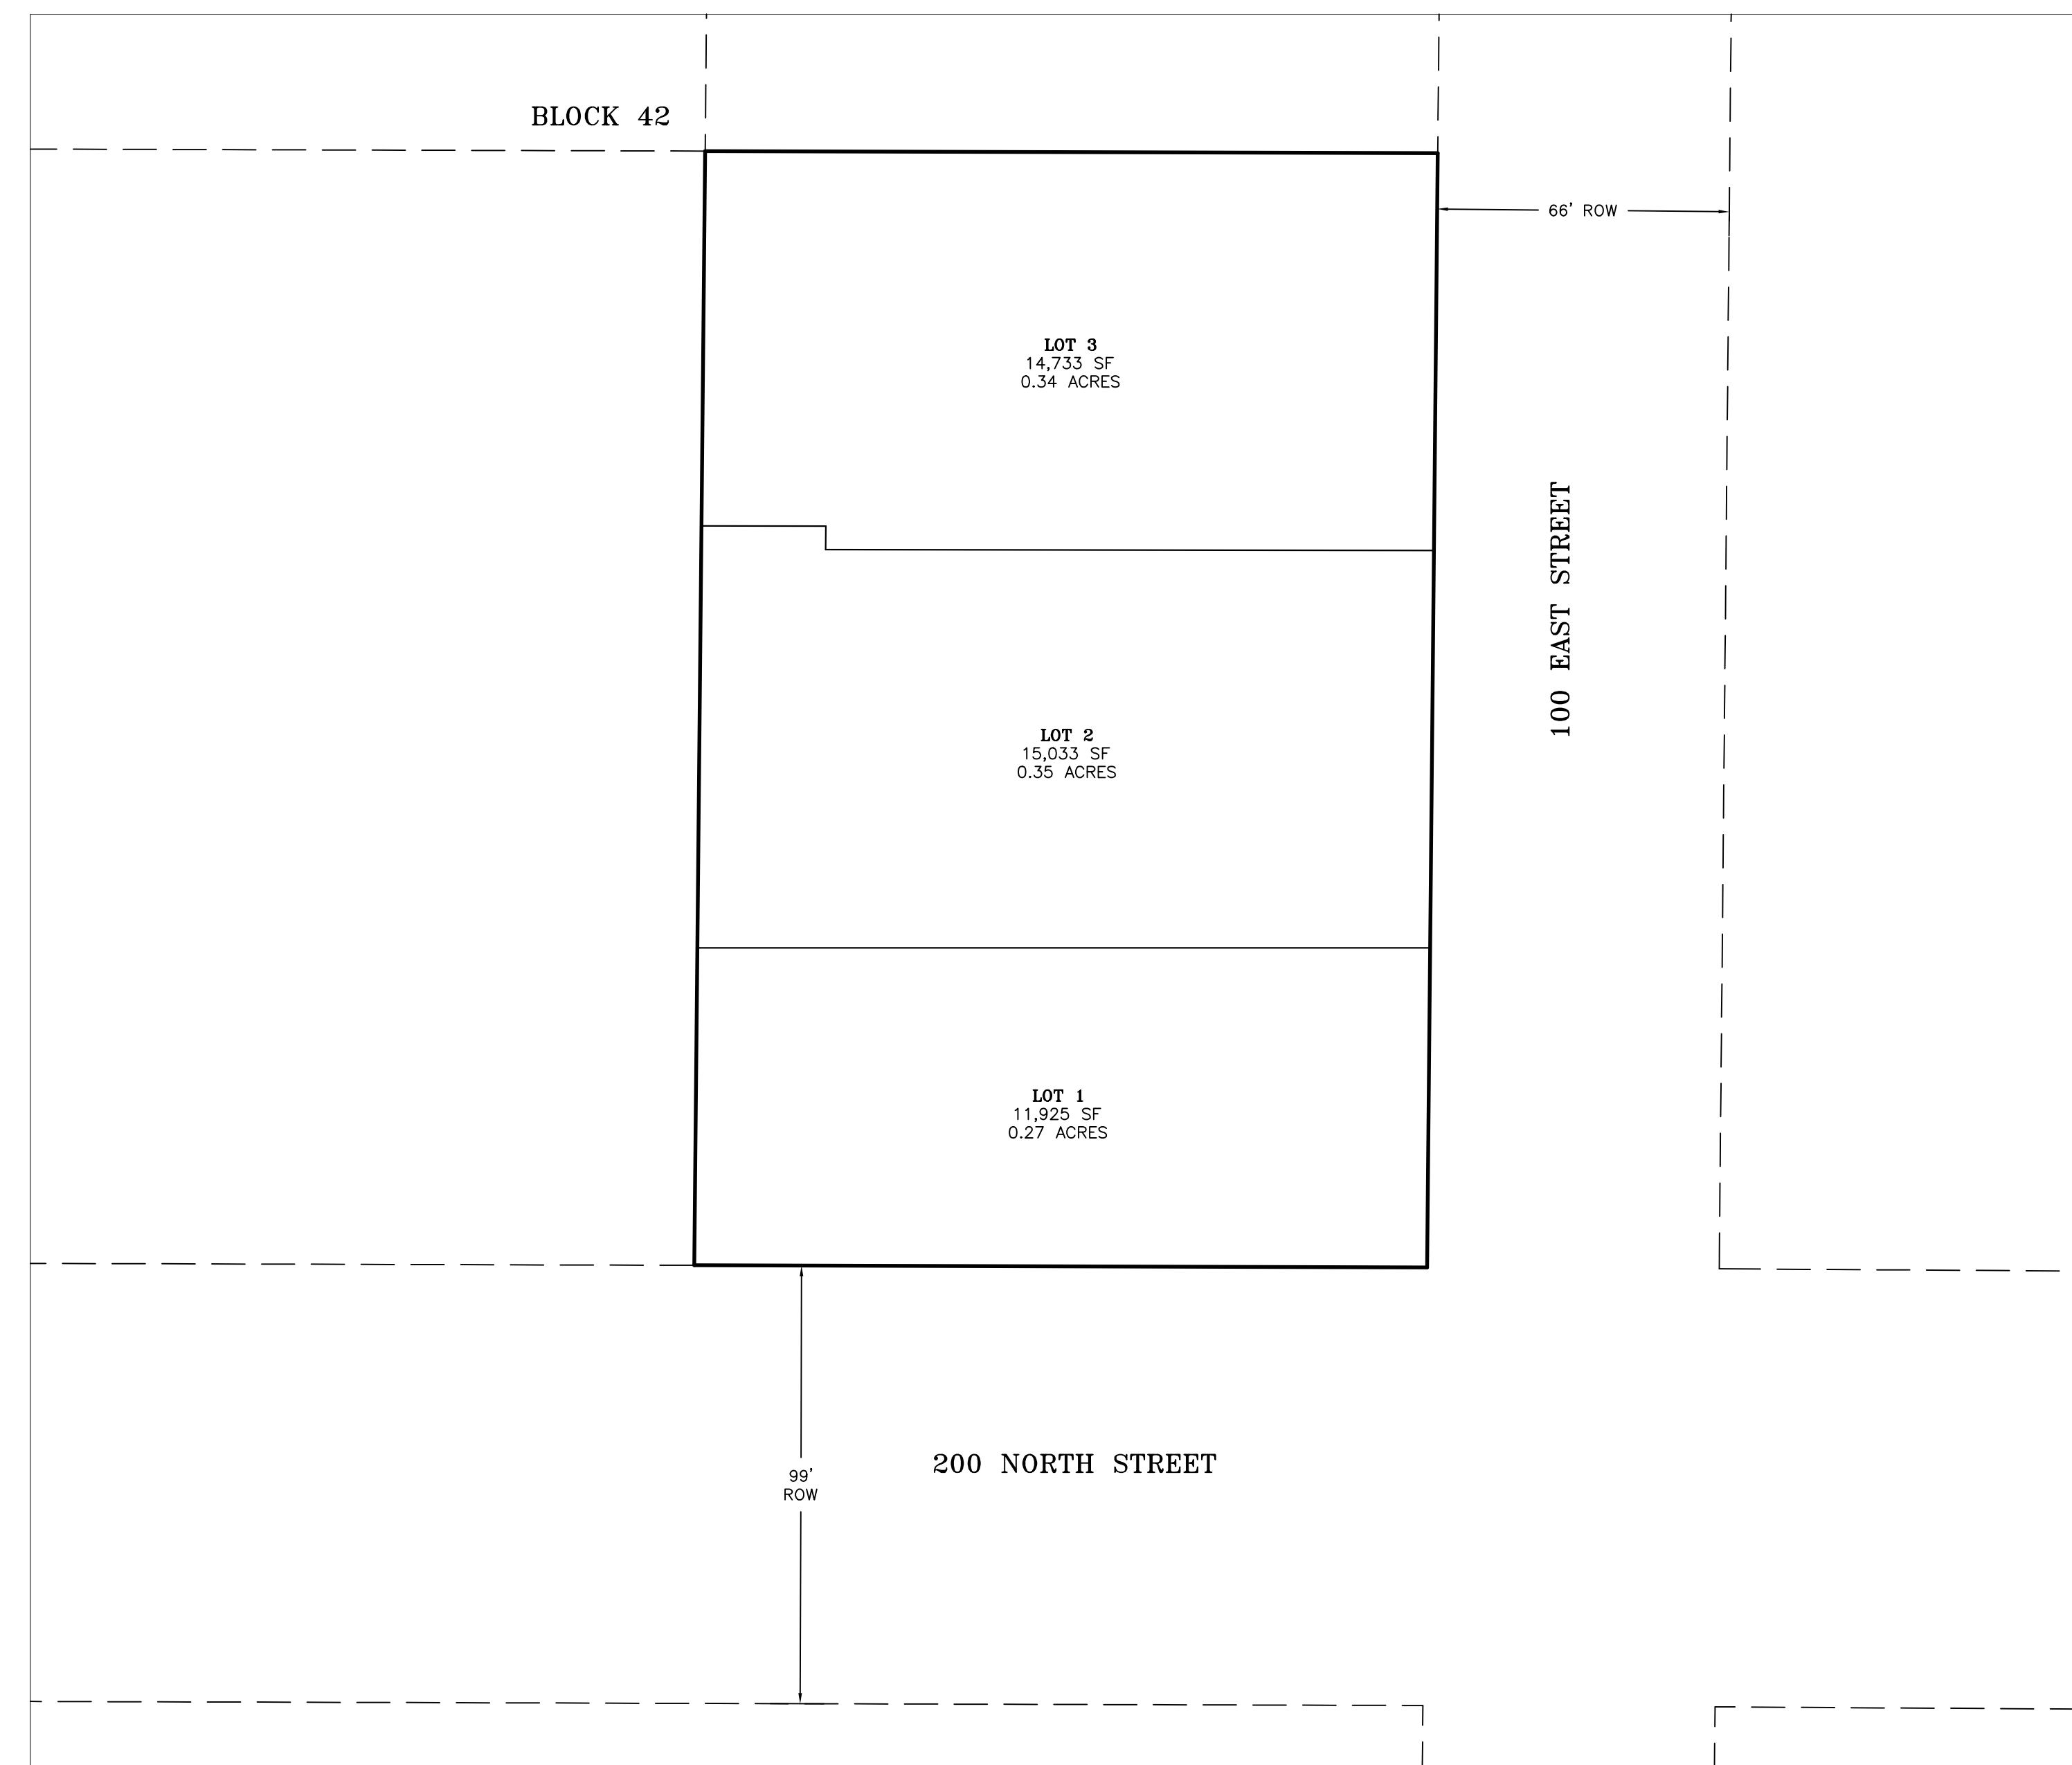 BLOCK 42
66' ROW
LOT 3
14,733 SF
0.34 ACRES
100 EAST STREET
LOT 2
15,033 SF
0.35 ACRES
LOT 1
11,925 SF
0.27 ACRES
200 NORTH STREET
99'
ROW